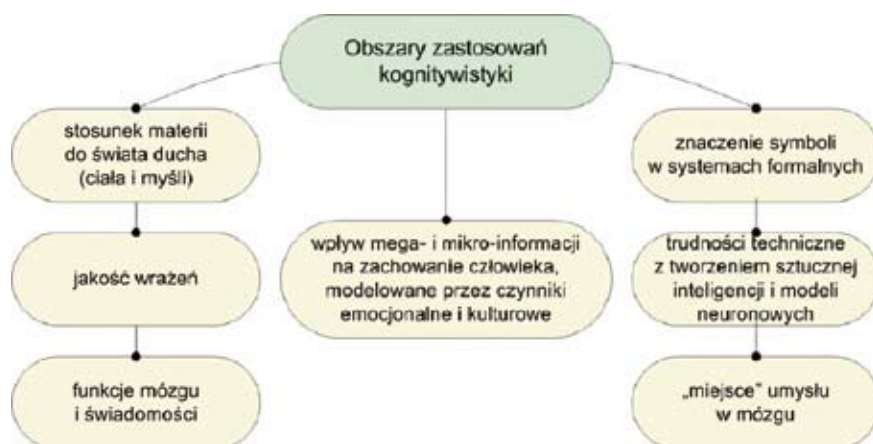 Obszary zastosowań
kognitywistyki
stosunek materii
do świata ducha
(ciała i myśli)
jakość wrażeń
funkcje mózgu
i świadomości
wpływ mega- i mikro-informacji
na zachowanie człowieka,
modelowane przez czynniki
emocjonalne i kulturowe
znaczenie symboli
w systemach formalnych
trudności techniczne
z tworzeniem sztucznej
inteligencji i modeli
neuronowych
„miejsce" umysłu
w mózgu